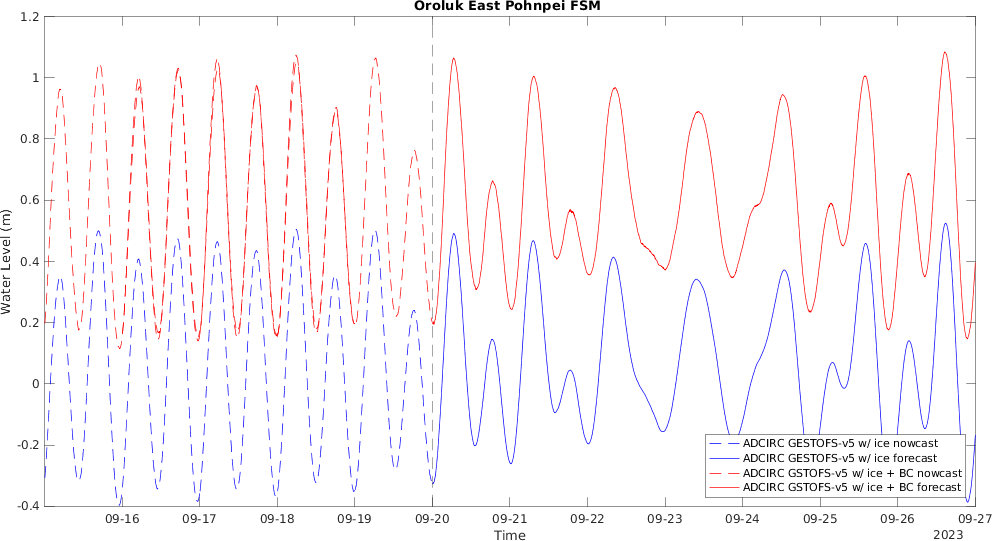 Oroluk East Pohnpei FSM
1.2
1
0.8
0.6
0.4
0.2
0
-0.2
-0.4
Water Level (m)
ADCIRC GESTOFS-v5 w/ ice nowcast
ADCIRC GESTOFS-v5 w/ ice forecast
ADCIRC GSTOFS-v5 w/ ice + BC nowcast
ADCIRC GSTOFS-v5 w/ ice + BC forecast
09-16 09-17 09-18 09-19 09-20 09-21 09-22 09-23 09-24 09-25 09-26 09-27
Time
2023